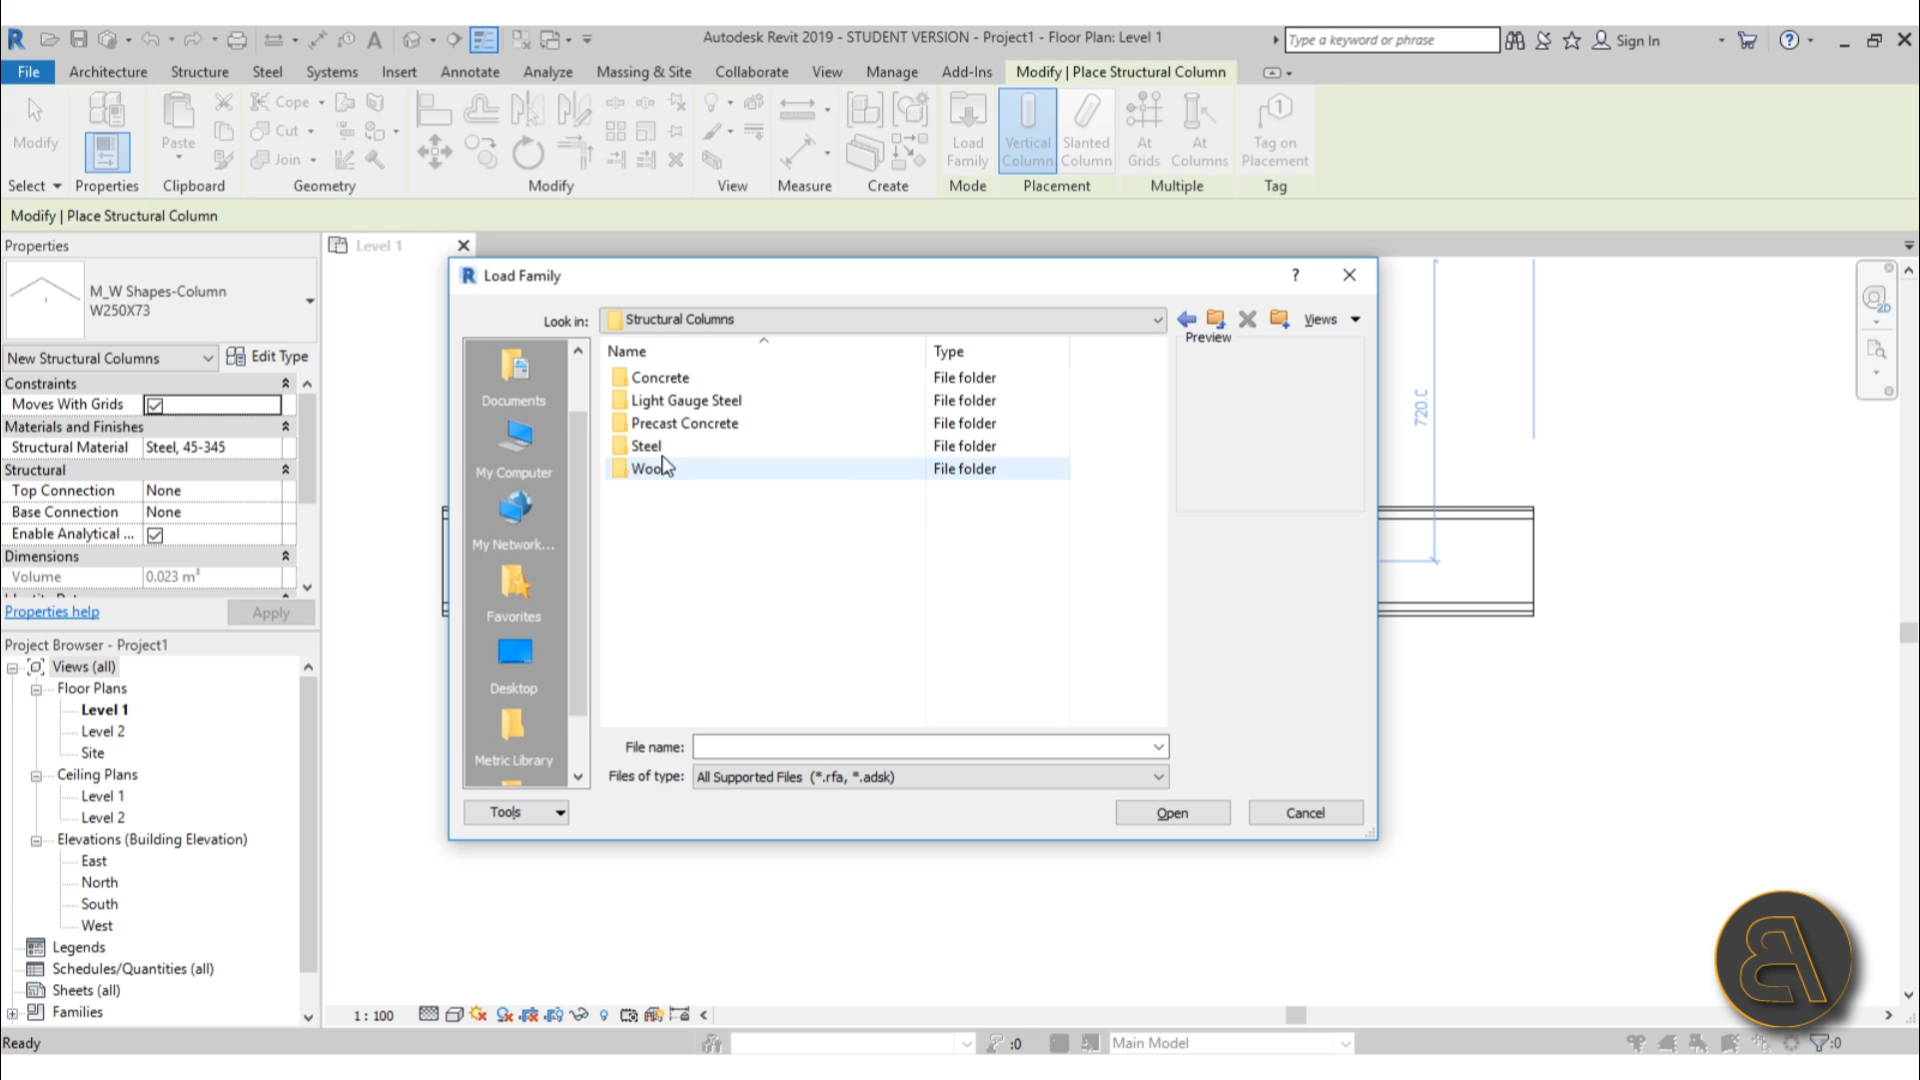 Autodesk Revit 2019 - STUDENT VERSION - Project1 - Floor Plan: Level 1
Type a keyword or phrase
Sign In
File Architecture Structure Steel Systems Insert Annotate Analyze Massing & Site Collaborate View Manage Add-Ins Modify | Place Structural Column
Modify
Paste
Cope
Cut
Join
Load Family
Vertical Column
Slanted Column
At Grids
At Columns
Tag on Placement
Select Properties Clipboard Geometry Modify View Measure Create Mode Placement Multiple Tag
Modify | Place Structural Column
Properties
M_W Shapes-Column
W250X73
New Structural Columns Edit Type
Constraints
Moves With Grids
Materials and Finishes
Structural Material Steel, 45-345
Structural
Top Connection None
Base Connection None
Enable Analytical ...
Dimensions
Volume 0.023 m³
Properties help Apply
Project Browser - Project1
Views (all)
Floor Plans
Level 1
Level 2
Site
Ceiling Plans
Level 1
Level 2
Elevations (Building Elevation)
East
North
South
West
Legends
Schedules/Quantities (all)
Sheets (all)
Families
Level 1
Load Family
?
Look in: Structural Columns
Views
Preview
Documents
My Computer
My Network...
Favorites
Desktop
Metric Library
Name Type
Concrete File folder
Light Gauge Steel File folder
Precast Concrete File folder
Steel File folder
File folder
File name:
Files of type: All Supported Files (*.rfa, *.adsk)
Tools
Open
Cancel
2D
1 : 100
Ready
:0
Main Model
:0